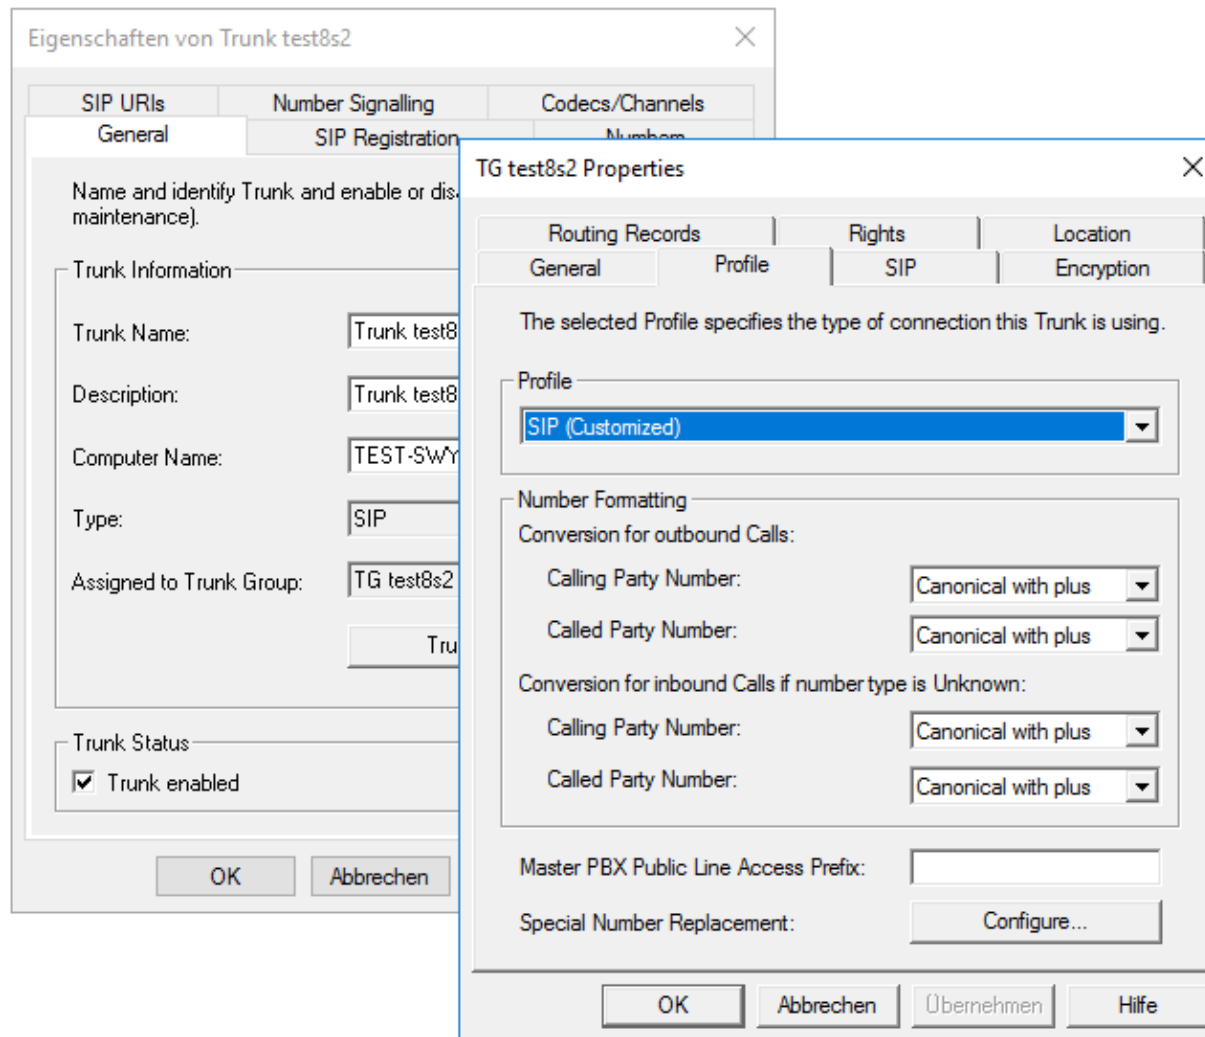 Eigenschaften von Trunk test8s2
SIP URIs
Number Signalling
Codecs/Channels
General
SIP Registration
Numbers
Name and identify Trunk and enable or
maintenance).
Trunk Information
Trunk Name:
Trunk test8
Description:
Trunk test8
Computer Name:
TEST-SWY
Type:
SIP
Assigned to Trunk Group:
TG test8s2
Tru
Trunk Status
Trunk enabled
OK
Abbrechen
TG test8s2 Properties
Routing Records
Rights
Location
General
Profile
SIP
Encryption
The selected Profile specifies the type of connection this Trunk is using.
Profile
SIP (Customized)
Number Formatting
Conversion for outbound Calls:
Calling Party Number:
Canonical with plus
Called Party Number:
Canonical with plus
Conversion for inbound Calls if number type is Unknown:
Calling Party Number:
Canonical with plus
Called Party Number:
Canonical with plus
Master PBX Public Line Access Prefix:
Special Number Replacement:
Configure...
OK
Abbrechen
Übernehmen
Hilfe